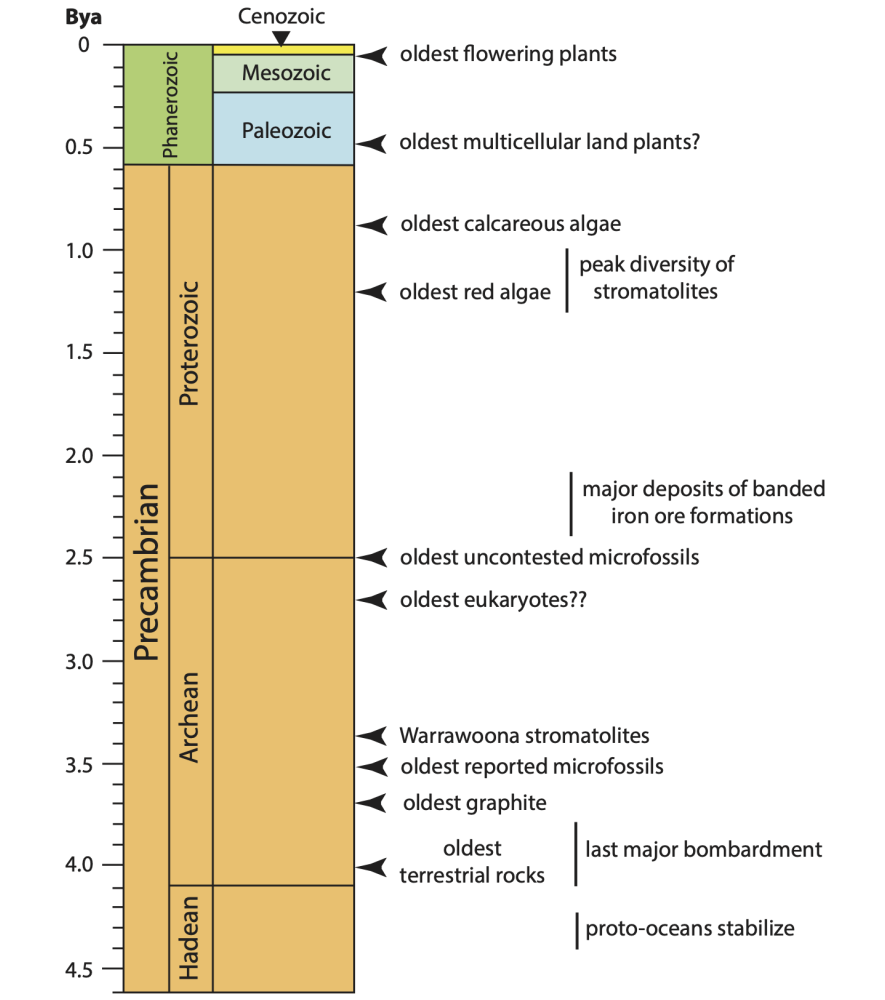 Bya
Cenozoic
0
Phanerozoic
Mesozoic
oldest flowering plants
Paleozoic
0.5
oldest multicellular land plants?
oldest calcareous algae
1.0
peak diversity of
stromatolites
oldest red algae
Proterozoic
1.5
2.0
major deposits of banded
iron ore formations
Precambrian
2.5
oldest uncontested microfossils
oldest eukaryotes??
3.0
Archean
Warrawoona stromatolites
3.5
oldest reported microfossils
oldest graphite
4.0
oldest
terrestrial rocks
last major bombardment
Hadean
proto-oceans stabilize
4.5